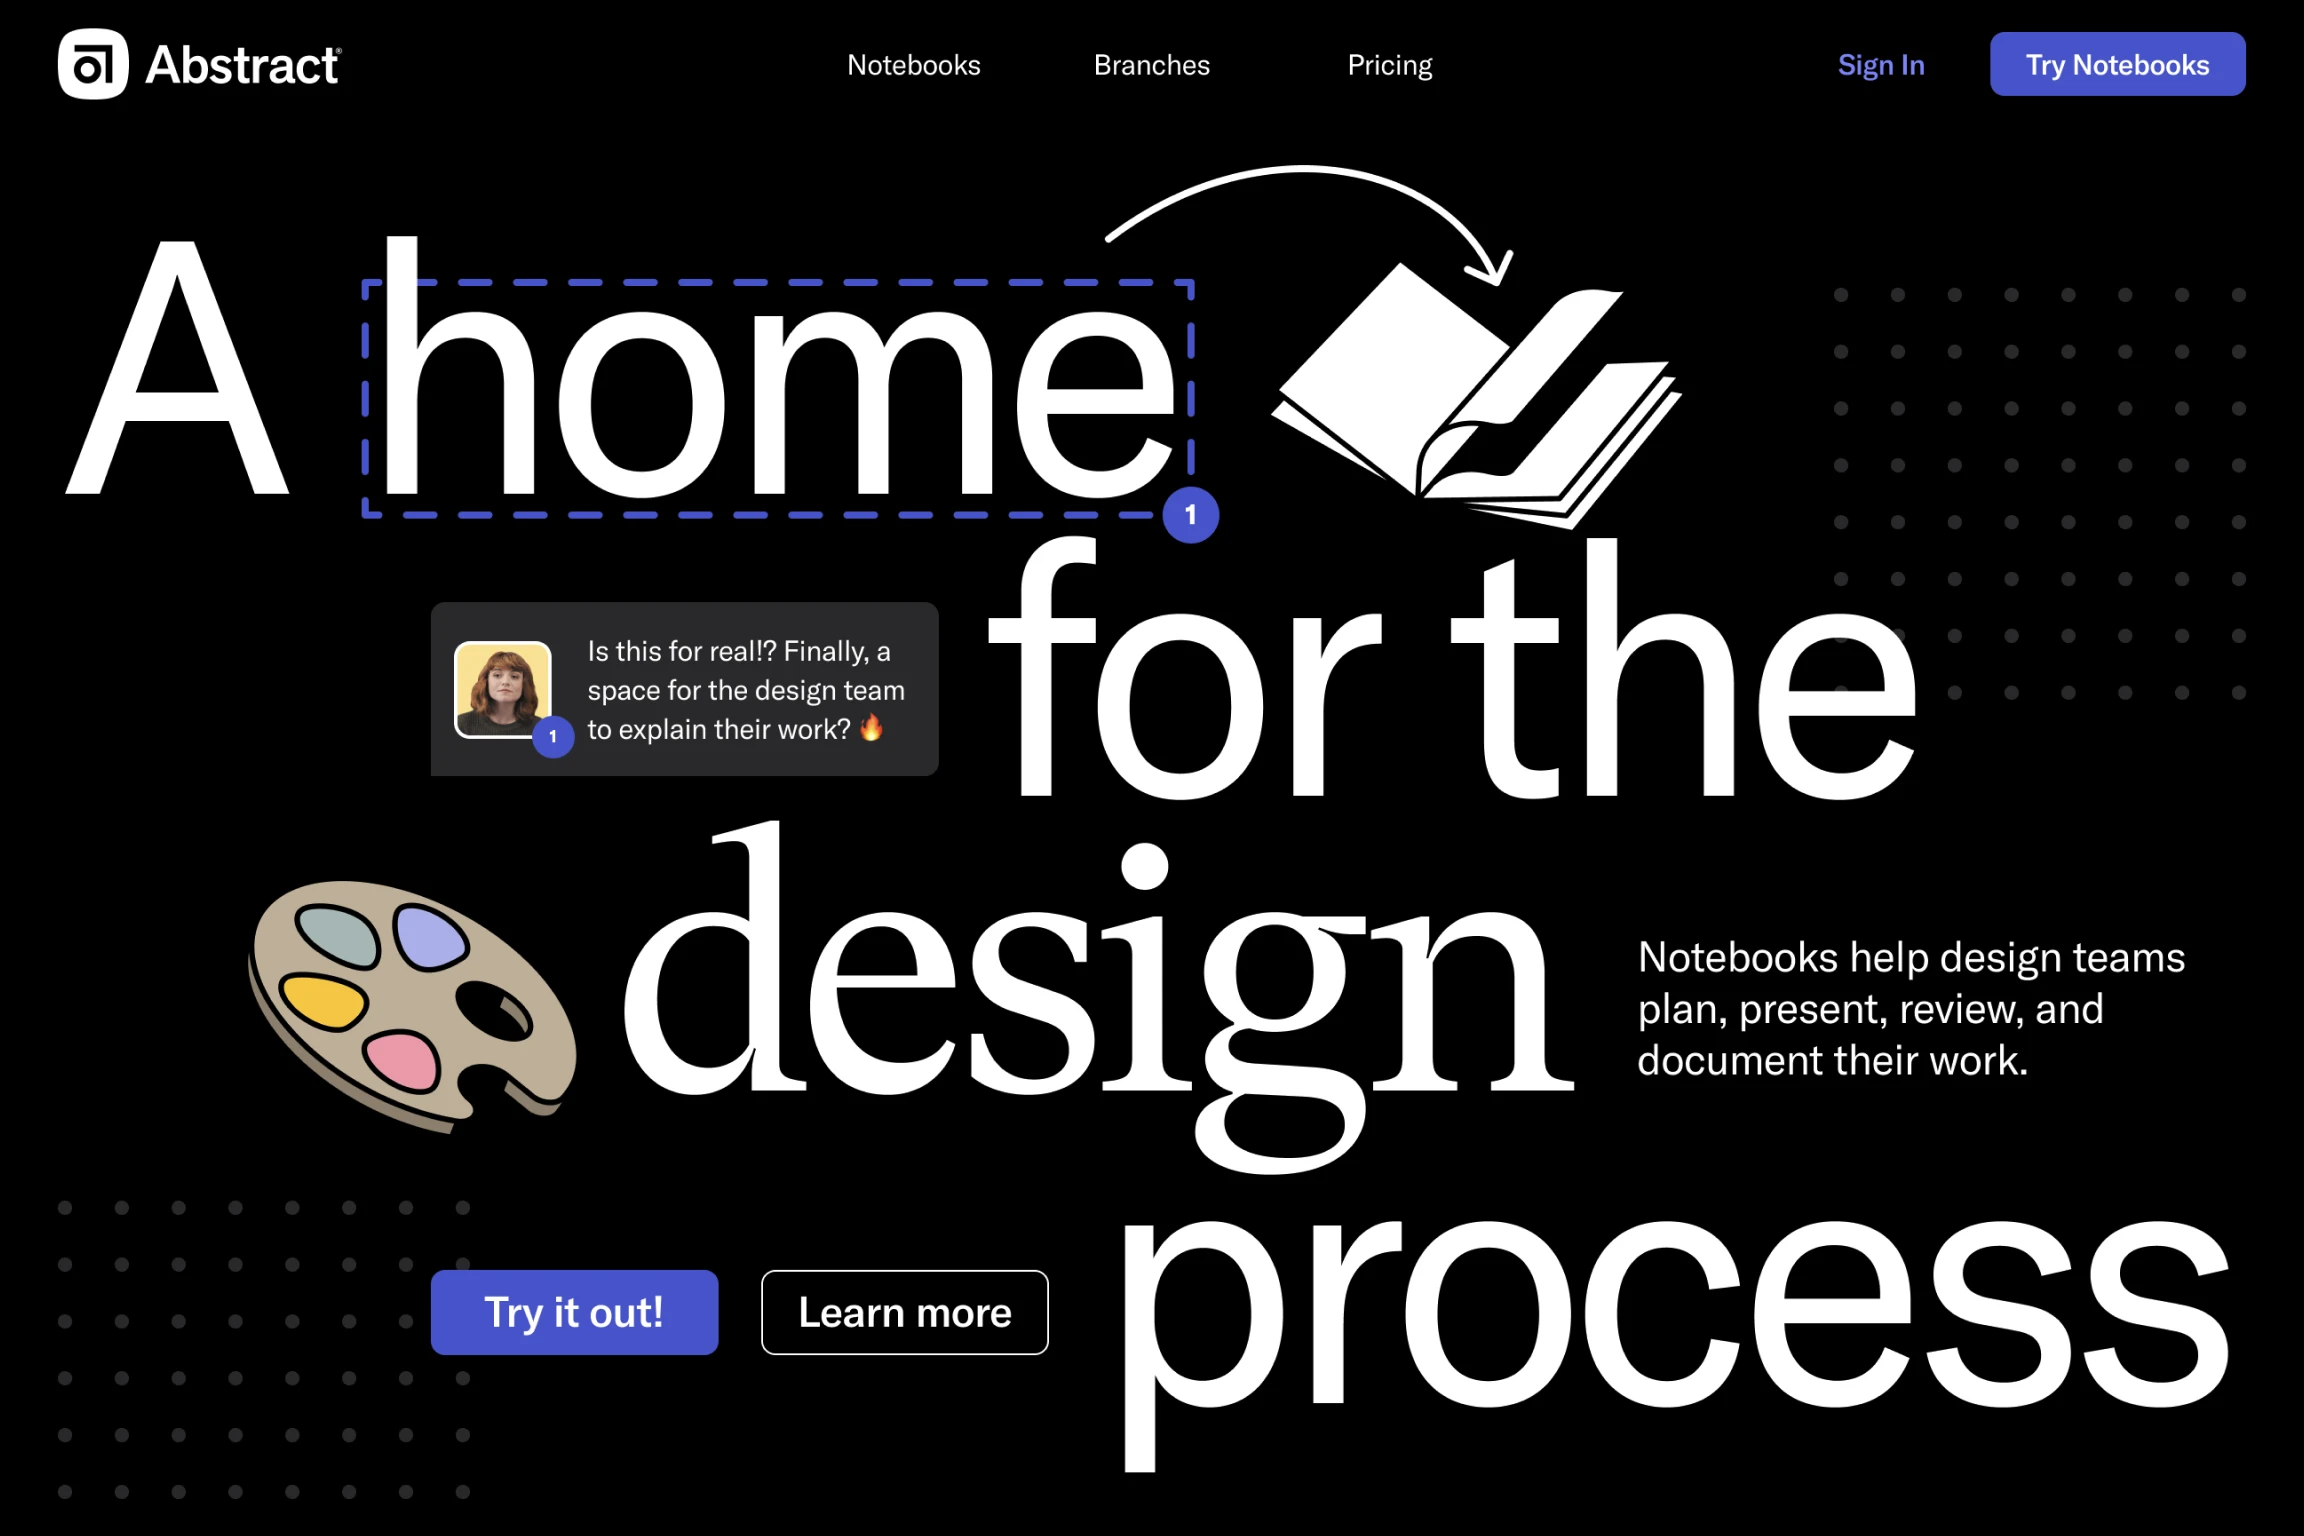 Abstract®
Notebooks
Branches
Pricing
Sign In
Try Notebooks
A home
1
for the
Is this for real!? Finally, a
space for the design team
to explain their work? 🔥
1
design
Notebooks help design teams
plan, present, review, and
document their work.
process
Try it out!
Learn more